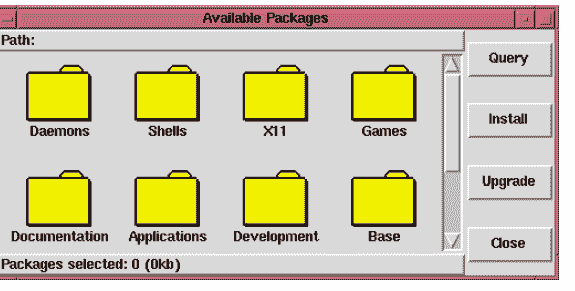 Available Packages
Path:
Daemons Shells X11 Games
Documentation Applications Development Base
Query
Install
Upgrade
Close
Packages selected: 0 (0kb)